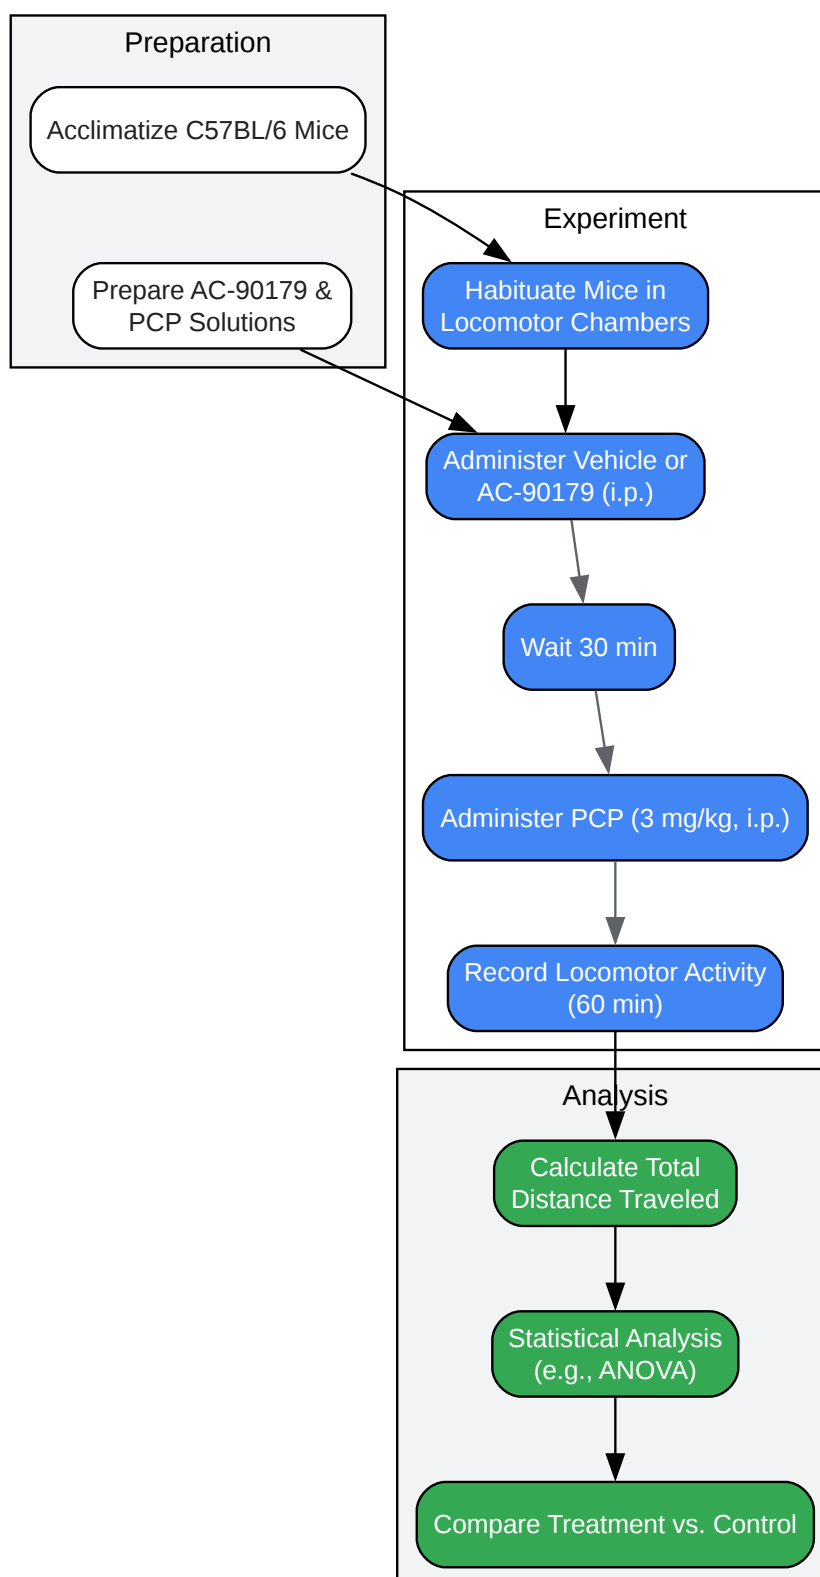 Preparation
Acclimatize C57BL/6 Mice
Prepare AC-90179 &
PCP Solutions
Experiment
Habituate Mice in
Locomotor Chambers
Administer Vehicle or
AC-90179 (i.p.)
Wait 30 min
Administer PCP (3 mg/kg, i.p.)
Record Locomotor Activity
(60 min)
Analysis
Calculate Total
Distance Traveled
Statistical Analysis
(e.g., ANOVA)
Compare Treatment vs. Control